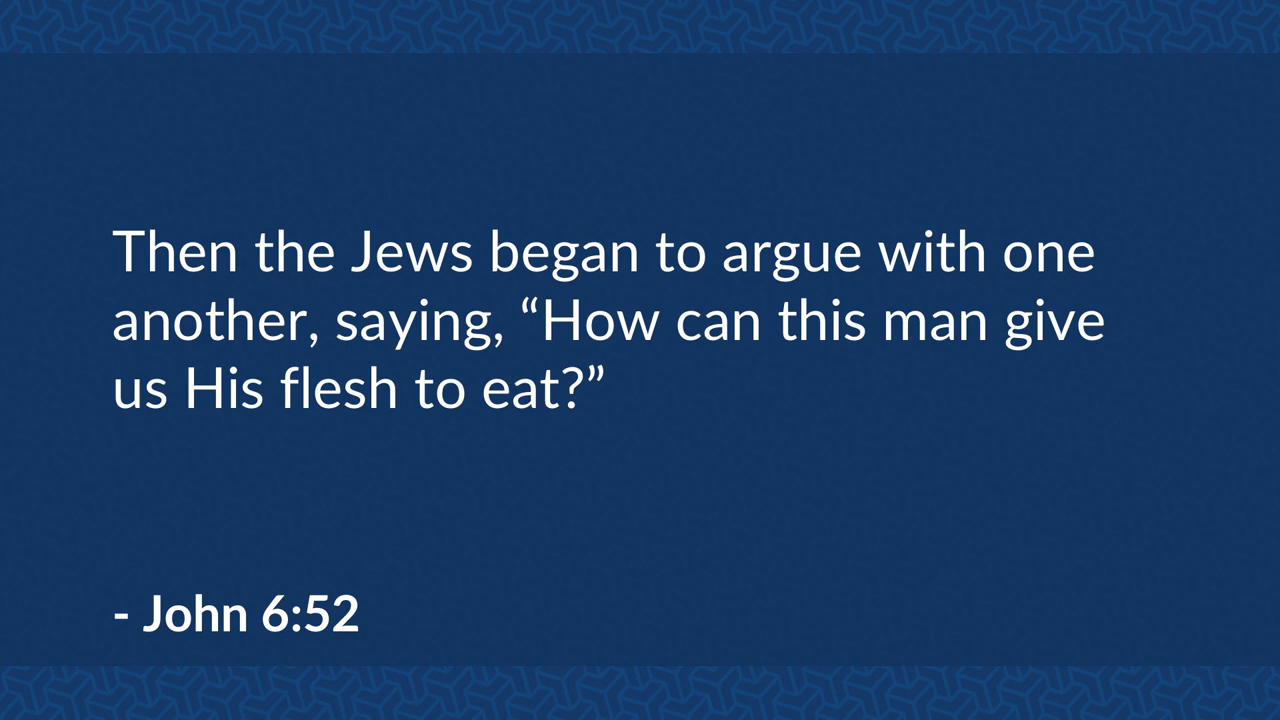 Then the Jews began to argue with one
another, saying, “How can this man give
us His flesh to eat?”
- John 6:52